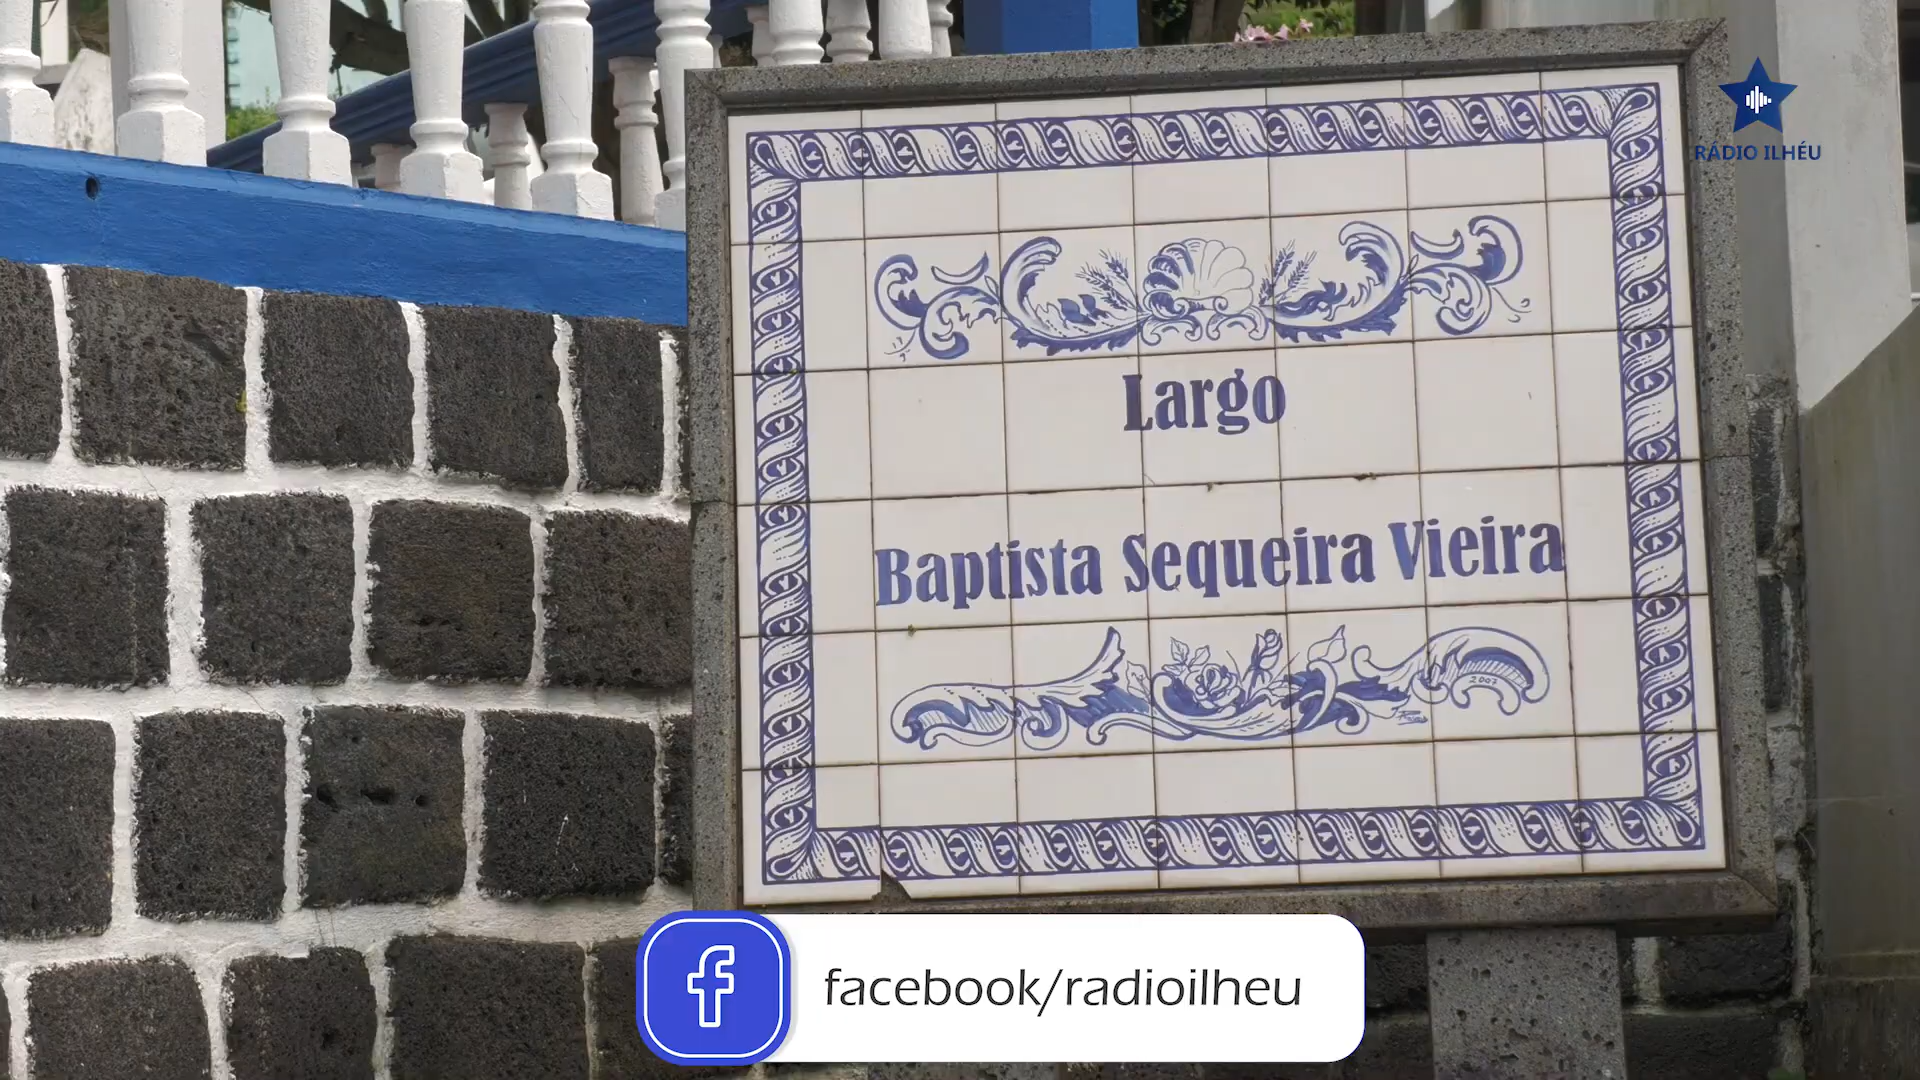 RÁDIO ILHÉU
Largo
Baptista Sequeira Vieira
2007
facebook/radioilheu